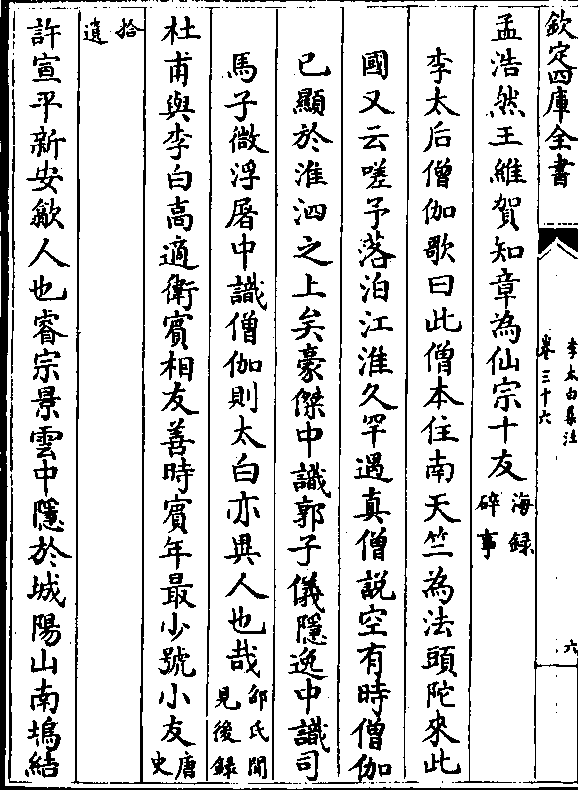 欽定四庫全書
李太白集注
卷三十六
六
孟浩然王維賀知章為仙宗十友海録
碎事
李太后僧伽歌曰此僧本住南天竺為法頭陀來此
國又云嗟予落泊江淮久罕遇真僧説空有時僧伽
已顯於淮泗之上矣豪傑中識郭子儀隱逸中識司
馬子微浮屠中識僧伽則太白亦異人也哉邵氏聞
見後録
杜甫與李白高適衛賓相友善時賓年最少號小友唐
史
拾
遺
許宣平新安歙人也睿宗景雲中隱於城陽山南塢結